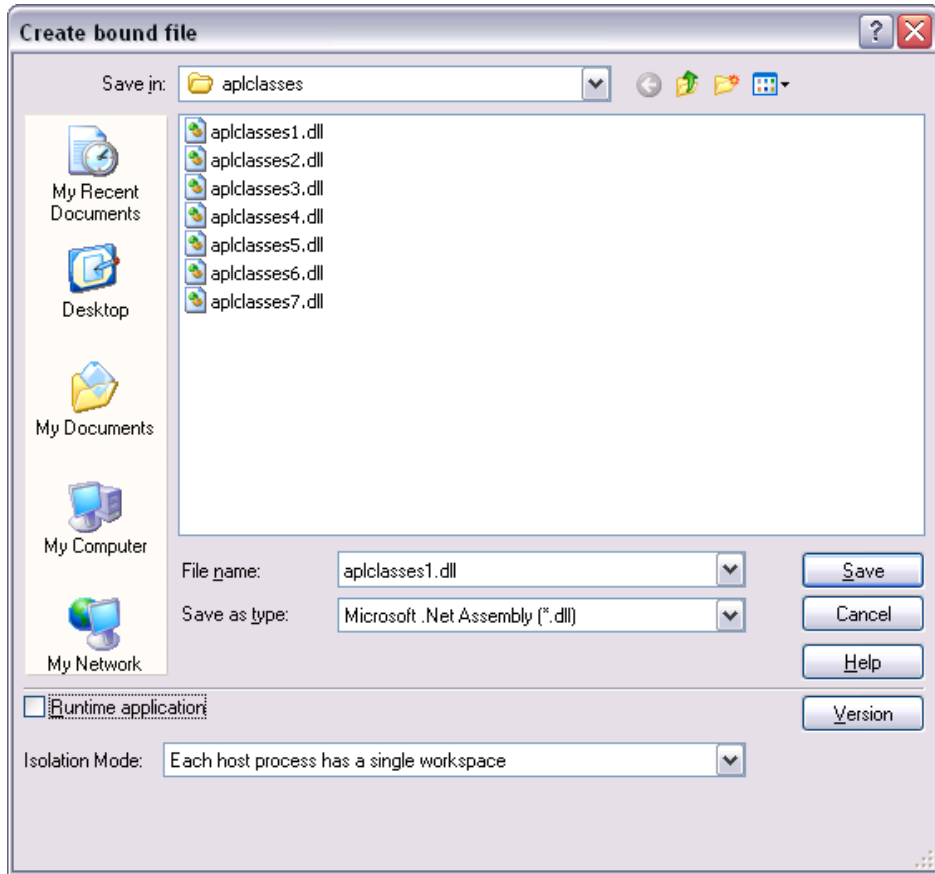 Create bound file
Save in: aplclasses
aplclasses1.dll
aplclasses2.dll
aplclasses3.dll
aplclasses4.dll
aplclasses5.dll
aplclasses6.dll
aplclasses7.dll
My Recent
Documents
Desktop
My Documents
My Computer
My Network
File name: aplclasses1.dll Save
Save as type: Microsoft .Net Assembly (*.dll) Cancel
Help
Runtime application Version
Isolation Mode: Each host process has a single workspace